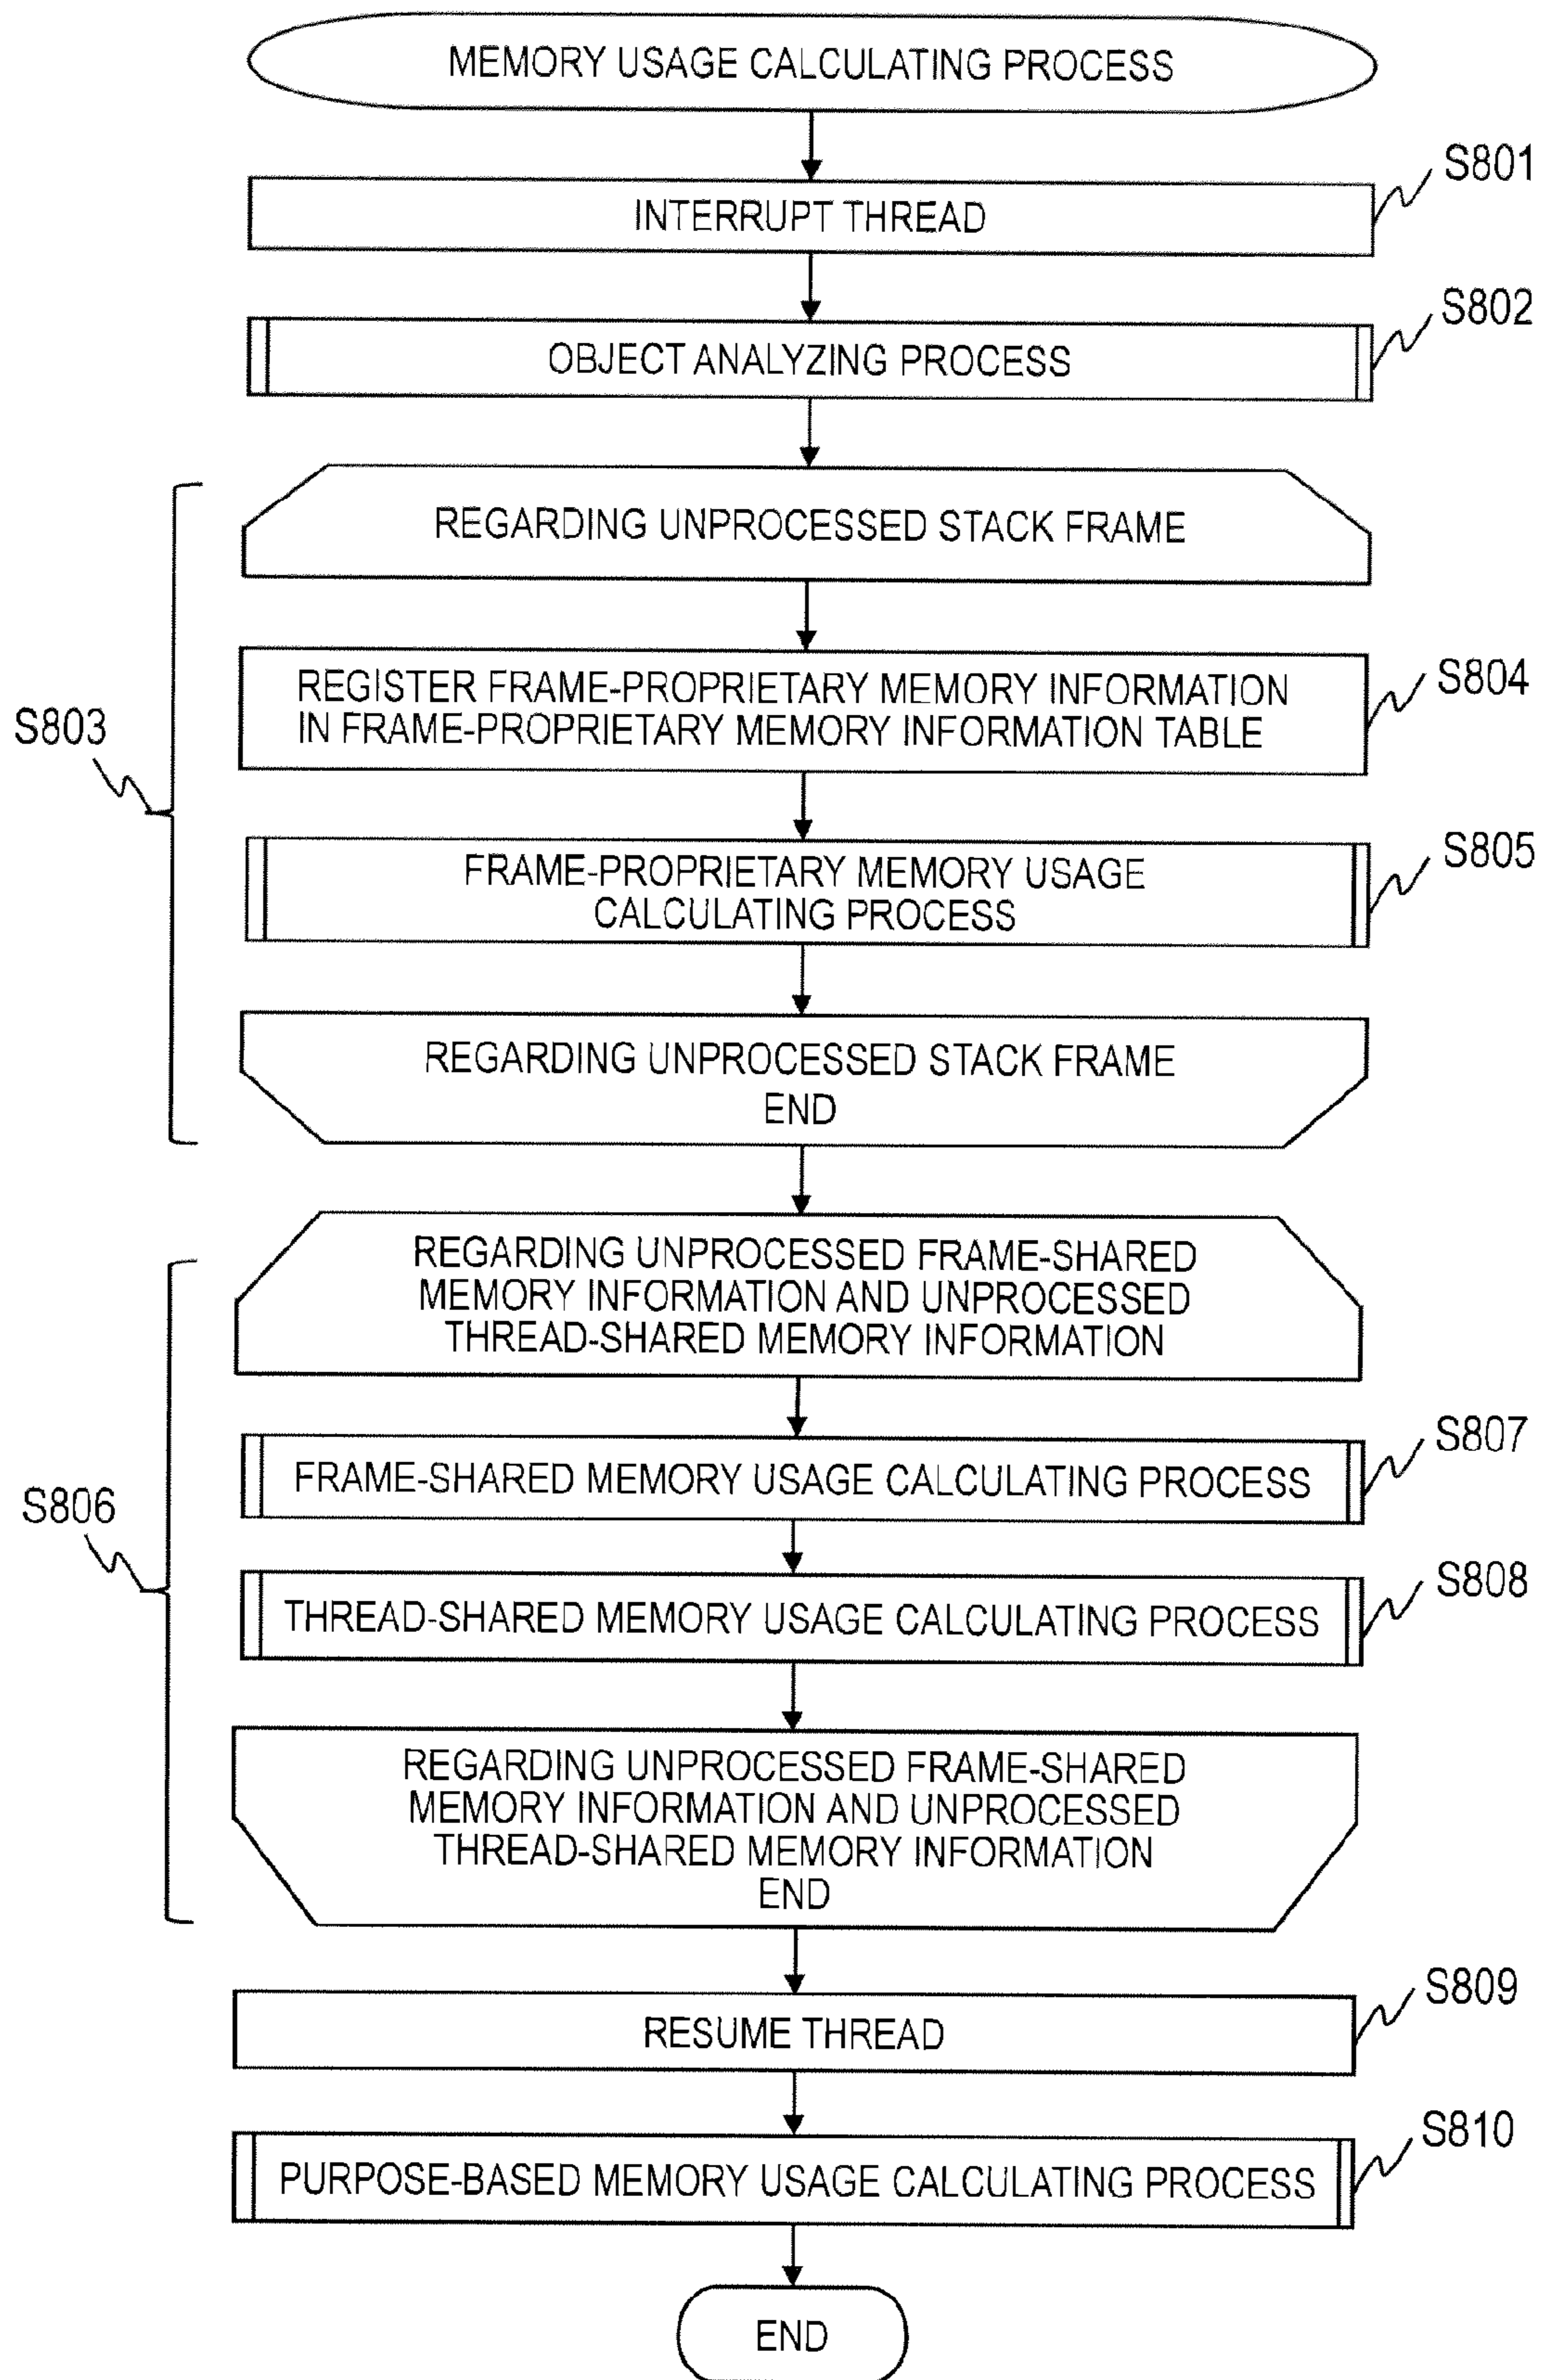 MEMORY USAGE CALCULATING PROCESS
S801
INTERRUPT THREAD
S802
OBJECT ANALYZING PROCESS
REGARDING UNPROCESSED STACK FRAME
S803
S804
REGISTER FRAME-PROPRIETARY MEMORY INFORMATION
IN FRAME-PROPRIETARY MEMORY INFORMATION TABLE
S805
FRAME-PROPRIETARY MEMORY USAGE
CALCULATING PROCESS
REGARDING UNPROCESSED STACK FRAME
END
REGARDING UNPROCESSED FRAME-SHARED
MEMORY INFORMATION AND UNPROCESSED
THREAD-SHARED MEMORY INFORMATION
S806
S807
FRAME-SHARED MEMORY USAGE CALCULATING PROCESS
S808
THREAD-SHARED MEMORY USAGE CALCULATING PROCESS
REGARDING UNPROCESSED FRAME-SHARED
MEMORY INFORMATION AND UNPROCESSED
THREAD-SHARED MEMORY INFORMATION
END
S809
RESUME THREAD
S810
PURPOSE-BASED MEMORY USAGE CALCULATING PROCESS
END